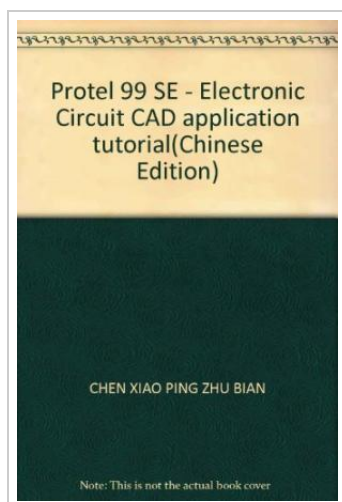 Protel 99 SE - Electronic
Circuit CAD application
tutorial(Chinese
Edition)
CHEN XIAO PING ZHU BIAN
Note: This is not the actual book cover